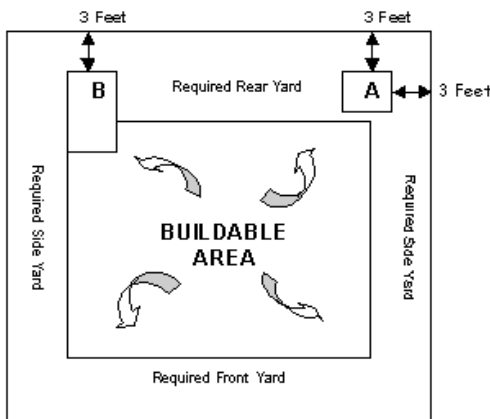 3 Feet
3 Feet
B
Required Rear Yard
A
3 Feet
Required Side Yard
BUILDABLE
AREA
Required Side Yard
Required Front Yard